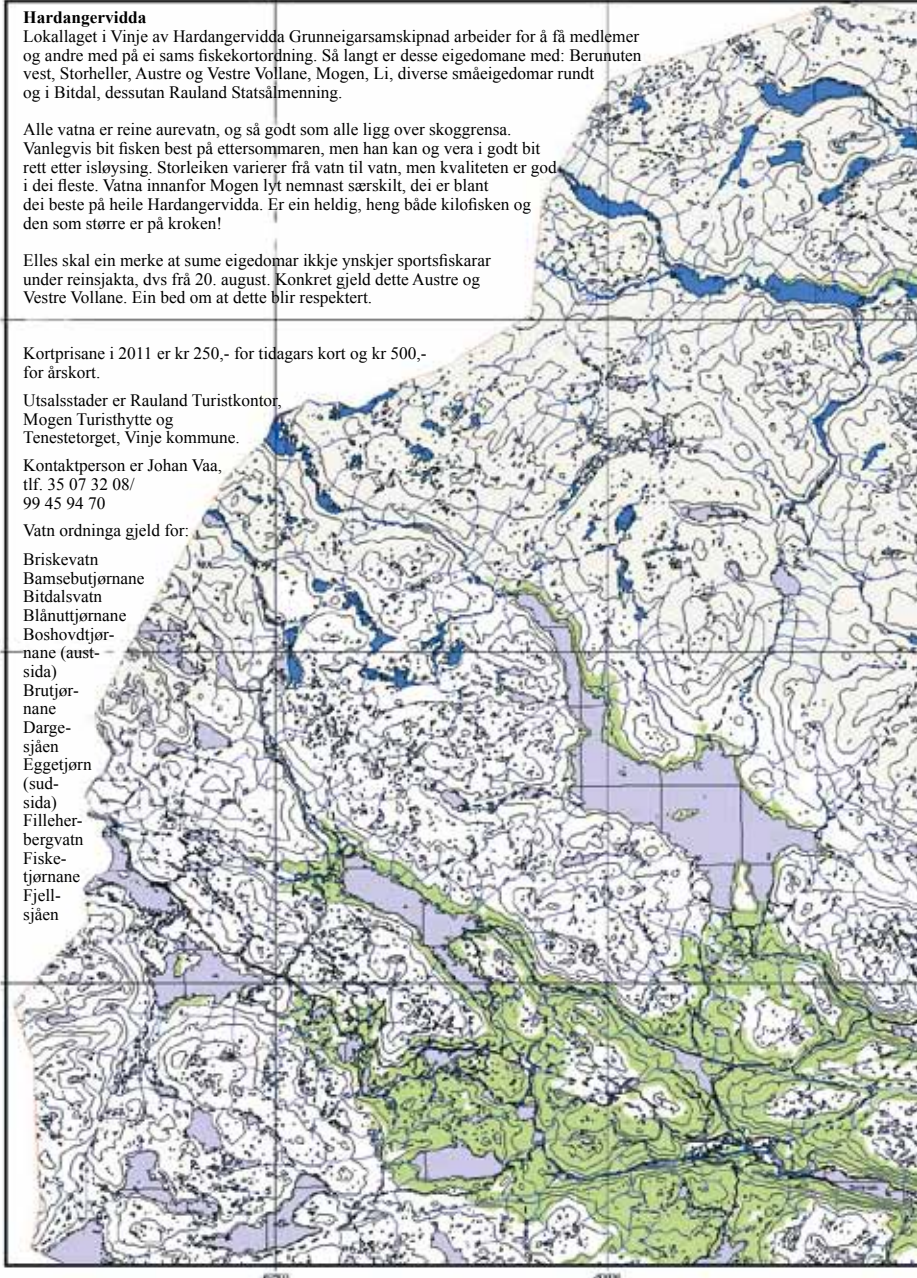 Hardangervidda
Lokallaget i Vinje av Hardangervidda Grunneigarsamskipnad arbeider for å få medlemer
og andre med på ei sams fiskekortordning. Så langt er desse eigedomane med: Berunuten
vest, Storheller, Austre og Vestre Vollane, Mogen, Li, diverse småeigedomar rundt
og i Bitdal, dessutan Rauland Statsålmenning.
Alle vatna er reine aurevatn, og så godt som alle ligg over skoggrensa.
Vanlegvis bit fisken best på ettersommaren, men han kan og vera i godt bit
rett etter isløysing. Storleiken varierer frå vatn til vatn, men kvaliteten er god
i dei fleste. Vatna innanfor Mogen lyt nemnast særskilt, dei er blant
dei beste på heile Hardangervidda. Er ein heldig, heng både kilofisken og
den som større er på kroken!
Elles skal ein merke at sume eigedomar ikkje ynskjer sportsfiskarar
under reinsjakta, dvs frå 20. august. Konkret gjeld dette Austre og
Vestre Vollane. Ein bed om at dette blir respektert.
Kortprisane i 2011 er kr 250,- for tidagars kort og kr 500,-
for årskort.
Utsalsstader er Rauland Turistkontor,
Mogen Turisthytte og
Tenestetorget, Vinje kommune.
Kontaktperson er Johan Vaa,
tlf. 35 07 32 08/
99 45 94 70
Vatn ordninga gjeld for:
Briskevatn
Bamsebutjørnane
Bitdalsvatn
Blånuttjørnane
Boshovdtjør-
nane (aust-
sida)
Brutjør-
nane
Darge-
sjåen
Eggetjørn
(sud-
sida)
Filleher-
bergvatn
Fiske-
tjørnane
Fjell-
sjåen